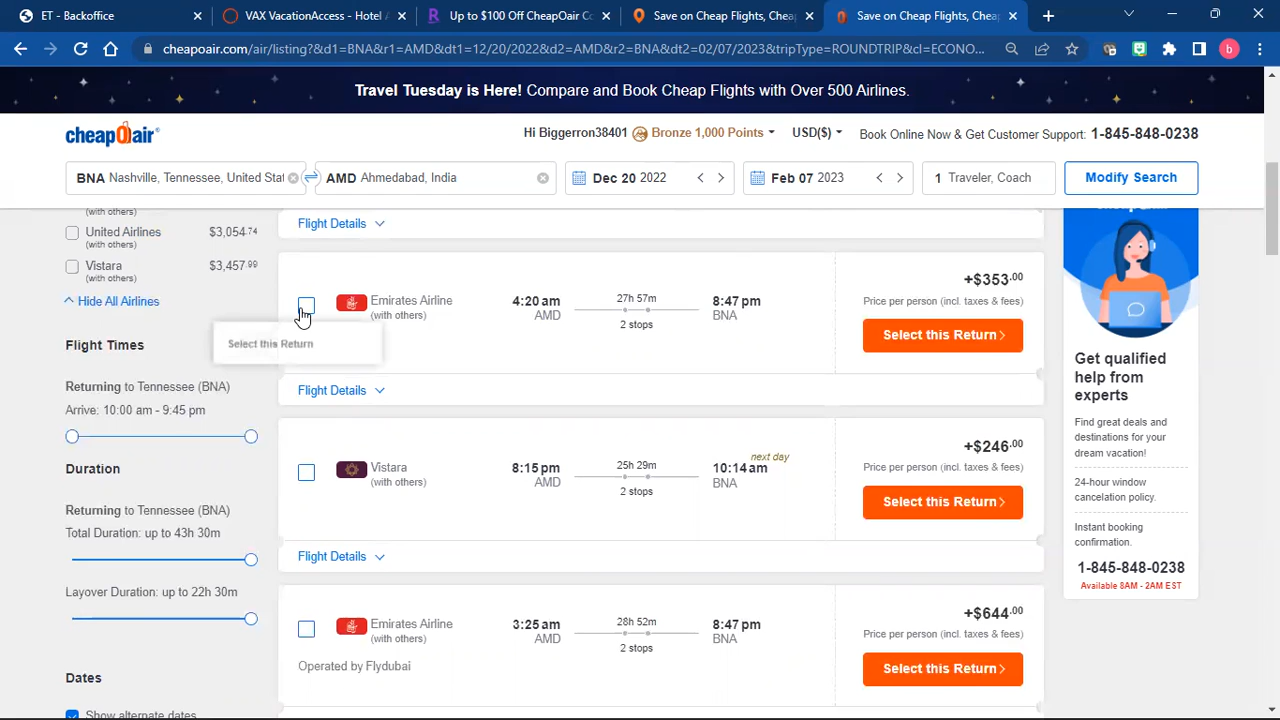 ET - Backoffice
VAX VacationAccess - Hotel A
Up to $100 Off CheapOair Co
Save on Cheap Flights, Cheap
Save on Cheap Flights, Cheap
cheapoair.com/air/listing?&d1=BNA&r1=AMD&dt1=12/20/2022&d2=AMD&r2=BNA&dt2=02/07/2023&tripType=ROUNDTRIP&cl=ECONO...
b
Travel Tuesday is Here! Compare and Book Cheap Flights with Over 500 Airlines.
cheapOair®
Hi Biggerron38401
Bronze 1,000 Points
USD($)
Book Online Now & Get Customer Support: 1-845-848-0238
BNA Nashville, Tennessee, United Stat
AMD Ahmedabad, India
Dec 20 2022
Feb 07 2023
1 Traveler, Coach
Modify Search
(with others)
United Airlines $3,054.74
(with others)
Vistara $3,457.99
(with others)
Hide All Airlines
Flight Times
Returning to Tennessee (BNA)
Arrive: 10:00 am - 9:45 pm
Duration
Returning to Tennessee (BNA)
Total Duration: up to 43h 30m
Layover Duration: up to 22h 30m
Dates
Show alternate dates
Flight Details
Emirates Airline
(with others)
4:20 am
AMD
27h 57m
2 stops
8:47 pm
BNA
+$353.00
Price per person (incl. taxes & fees)
Select this Return
Select this Return
Flight Details
Vistara
(with others)
8:15 pm
AMD
25h 29m
2 stops
next day
10:14 am
BNA
+$246.00
Price per person (incl. taxes & fees)
Select this Return
Flight Details
Emirates Airline
(with others)
Operated by Flydubai
3:25 am
AMD
28h 52m
2 stops
8:47 pm
BNA
+$644.00
Price per person (incl. taxes & fees)
Select this Return
Get qualified
help from
experts
Find great deals and
destinations for your
dream vacation!
24-hour window
cancelation policy.
Instant booking
confirmation.
1-845-848-0238
Available 8AM - 2AM EST